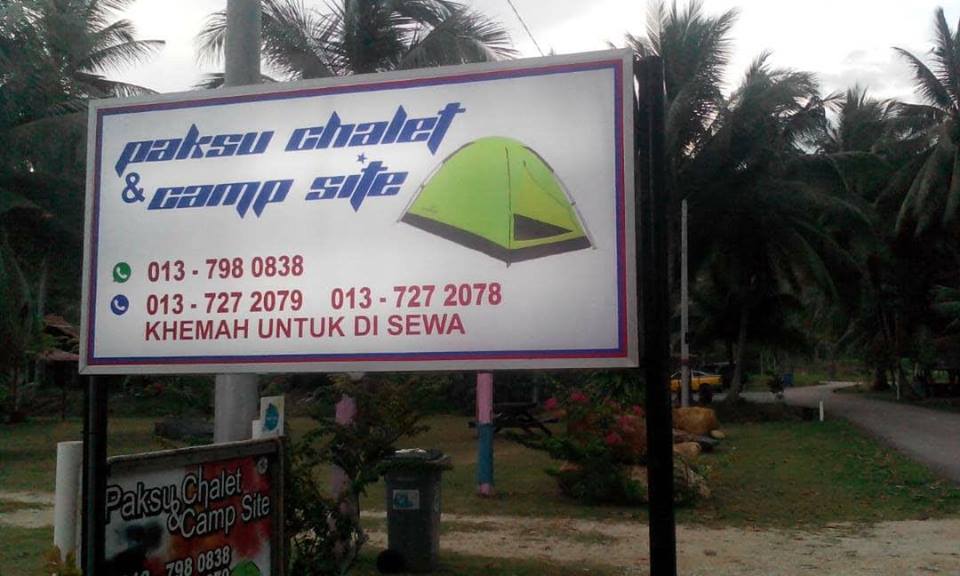 paksu chalet
& camp site
013 - 798 0838
013 - 727 2079 013 - 727 2078
KHEMAH UNTUK DI SEWA
Paksu Chalet
& Camp Site
013 798 0838